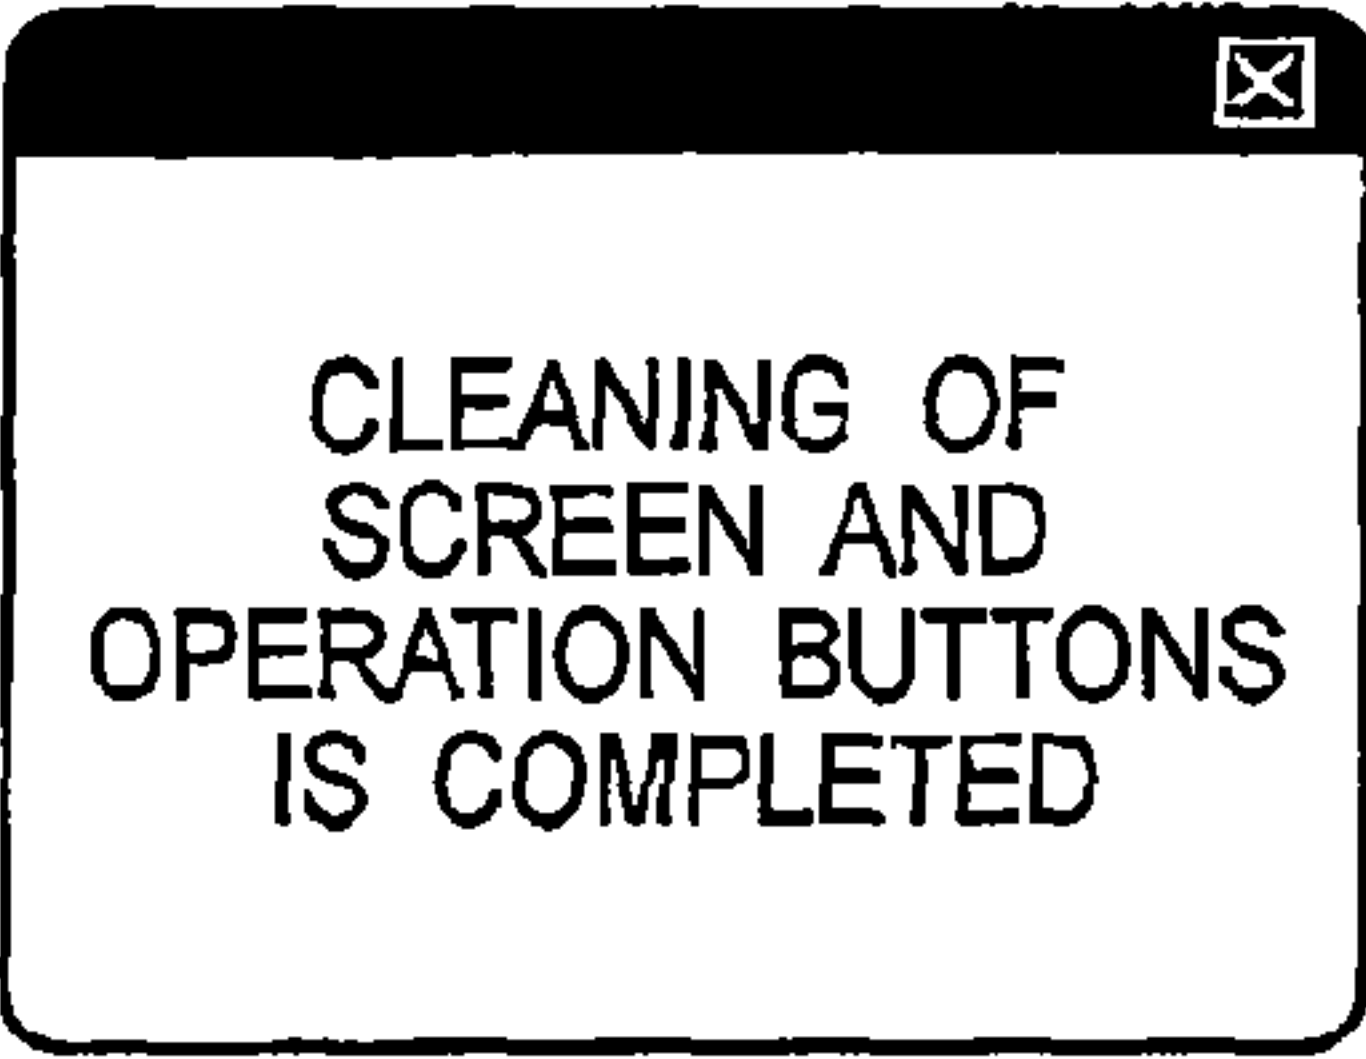 CLEANING OF
SCREEN AND
OPERATION BUTTONS
IS COMPLETED